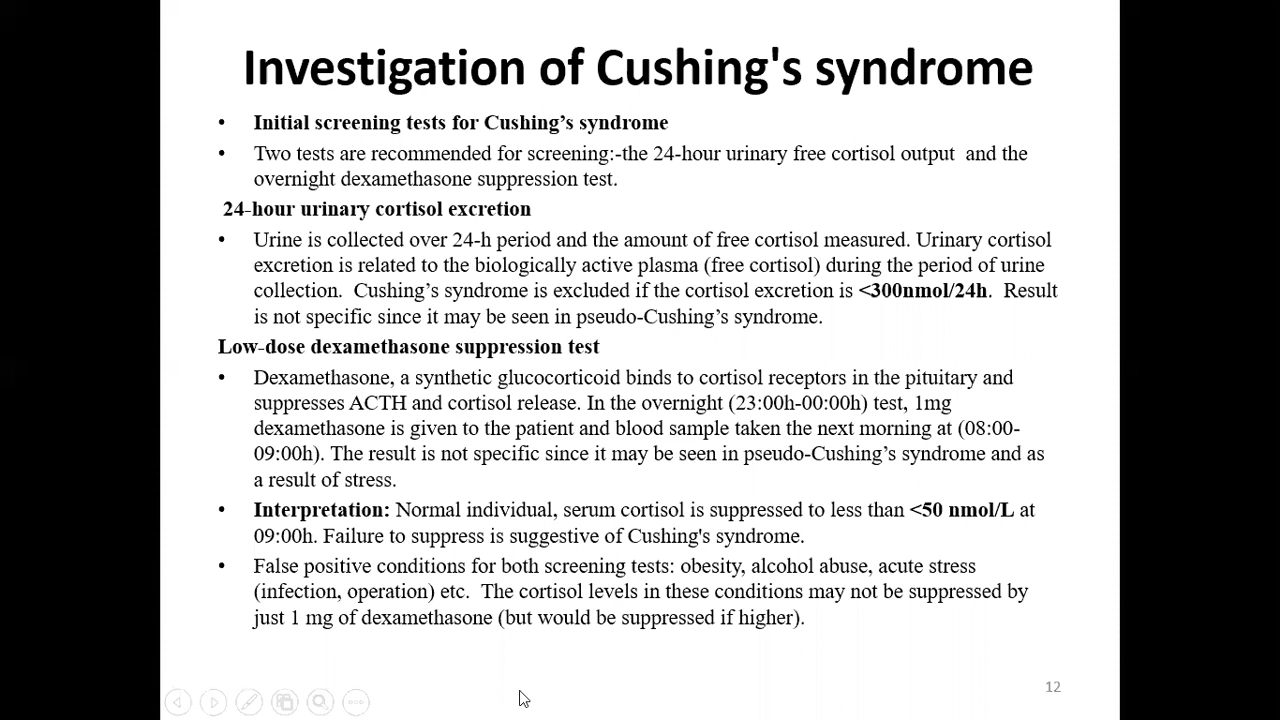 Investigation of Cushing's syndrome
• Initial screening tests for Cushing’s syndrome
• Two tests are recommended for screening:-the 24-hour urinary free cortisol output and the
overnight dexamethasone suppression test.
24-hour urinary cortisol excretion
• Urine is collected over 24-h period and the amount of free cortisol measured. Urinary cortisol
excretion is related to the biologically active plasma (free cortisol) during the period of urine
collection. Cushing’s syndrome is excluded if the cortisol excretion is <300nmol/24h. Result
is not specific since it may be seen in pseudo-Cushing’s syndrome.
Low-dose dexamethasone suppression test
• Dexamethasone, a synthetic glucocorticoid binds to cortisol receptors in the pituitary and
suppresses ACTH and cortisol release. In the overnight (23:00h-00:00h) test, 1mg
dexamethasone is given to the patient and blood sample taken the next morning at (08:00-
09:00h). The result is not specific since it may be seen in pseudo-Cushing’s syndrome and as
a result of stress.
• Interpretation: Normal individual, serum cortisol is suppressed to less than <50 nmol/L at
09:00h. Failure to suppress is suggestive of Cushing's syndrome.
• False positive conditions for both screening tests: obesity, alcohol abuse, acute stress
(infection, operation) etc. The cortisol levels in these conditions may not be suppressed by
just 1 mg of dexamethasone (but would be suppressed if higher).
12